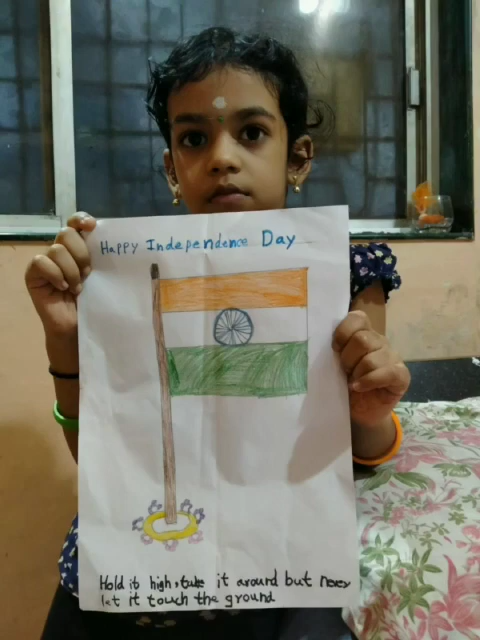 Happy Independence Day
Hold it high, take it around but never
let it touch the ground